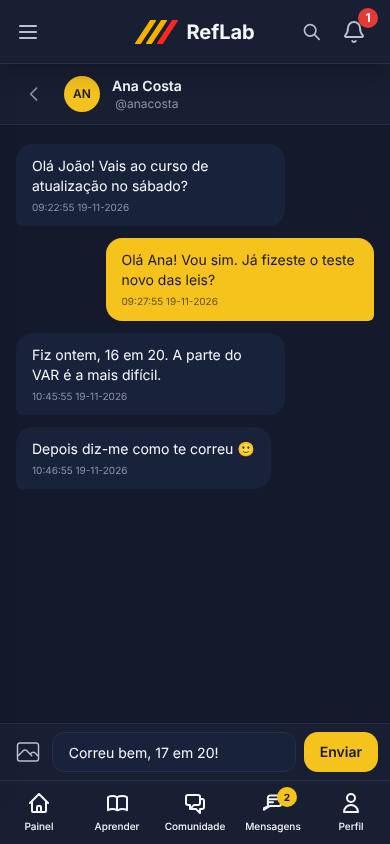 RefLab
1
AN
Ana Costa
@anacosta
Olá João! Vais ao curso de
atualização no sábado?
09:22:55 19-11-2026
Olá Ana! Vou sim. Já fizeste o teste
novo das leis?
09:27:55 19-11-2026
Fiz ontem, 16 em 20. A parte do
VAR é a mais difícil.
10:45:55 19-11-2026
Depois diz-me como te correu 🙂
10:46:55 19-11-2026
Correu bem, 17 em 20!
Enviar
2
Painel
Aprender
Comunidade
Mensagens
Perfil